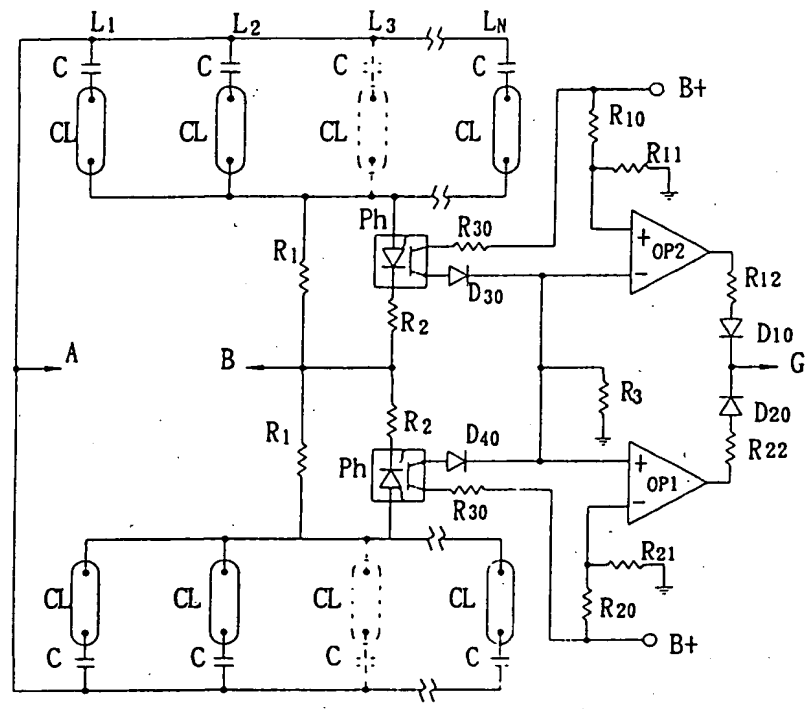 L1 L2 L3 LN
C C C C
B+
CL CL CL CL
R10
R11
Ph
R30
+
OP2
-
R1
D30
R12
R2
D10
A B G
R3
D20
R1
R2
D40
R22
Ph
+
OP1
-
R30
R21
CL CL CL CL
R20
C C C C
B+